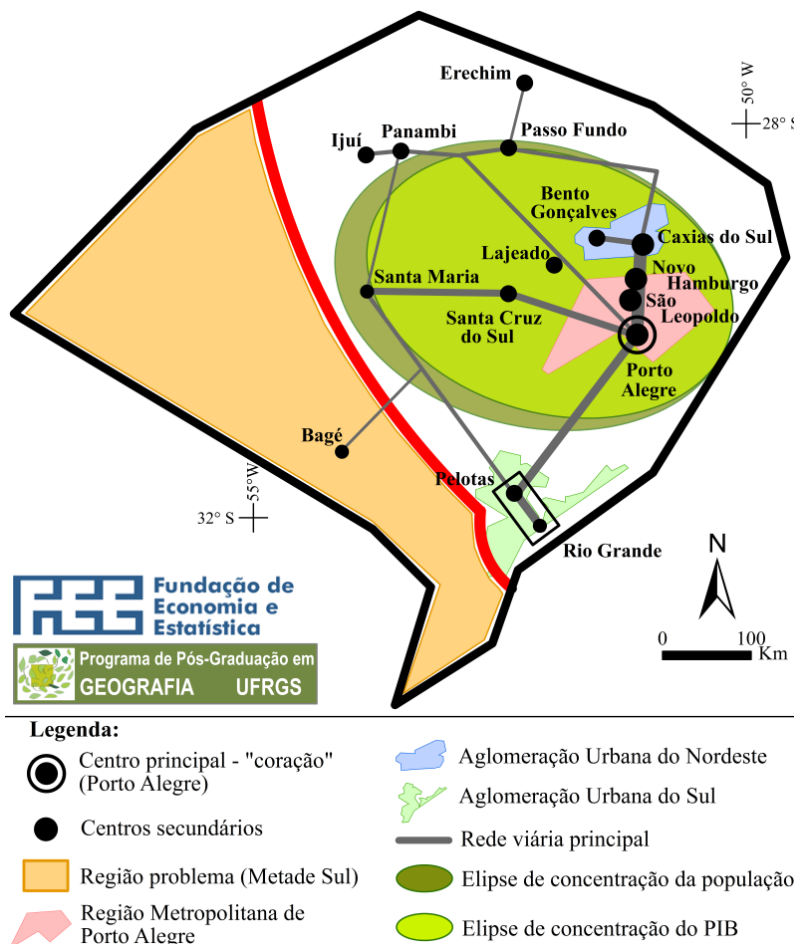 Erechim
50° W
28° S
Ijuí
Panambi
Passo Fundo
Bento
Gonçalves
Caxias do Sul
Lajeado
Novo
Hamburgo
Santa Maria
São
Leopoldo
Santa Cruz
do Sul
Porto
Alegre
Bagé
55°W
Pelotas
32° S
Rio Grande
N
FEE
Fundação de
Economia e
Estatística
0 100
Km
Programa de Pós-Graduação em
GEOGRAFIA UFRGS
Legenda:
Centro principal - "coração"
(Porto Alegre)
Centros secundários
Região problema (Metade Sul)
Região Metropolitana de
Porto Alegre
Aglomeração Urbana do Nordeste
Aglomeração Urbana do Sul
Rede viária principal
Elipse de concentração da população
Elipse de concentração do PIB